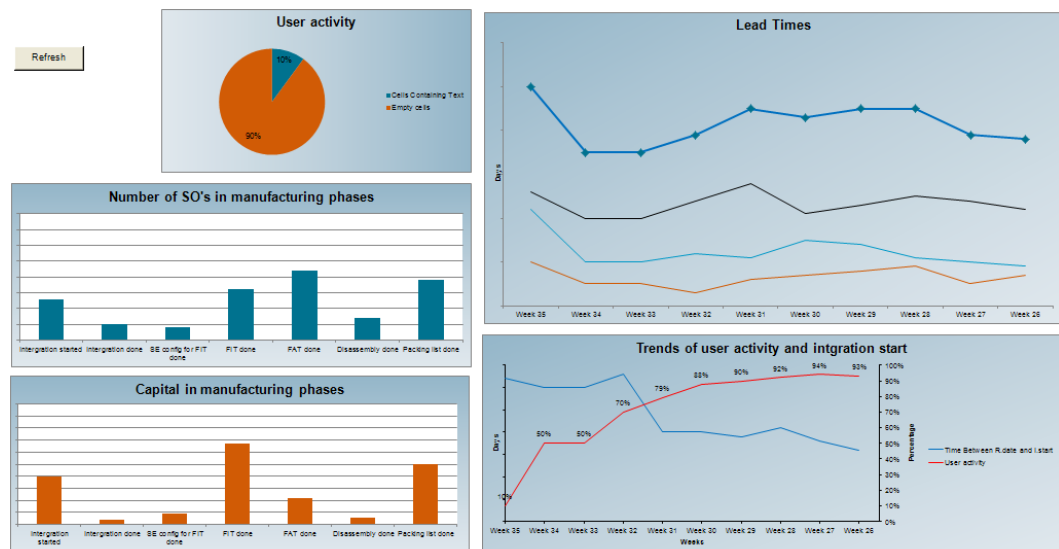 Refresh
User activity
10%
90%
Cells Containing Text
Empty cells
Number of SO's in manufacturing phases
Intergration started
Intergration done
SE config for FIT
done
FIT done
FAT done
Disassembly done
Packing list done
Capital in manufacturing phases
Intergration
started
Intergration done
SE config for FIT
done
FIT done
FAT done
Disassembly done
Packing list done
Lead Times
Days
Week 35
Week 34
Week 33
Week 32
Week 31
Week 30
Week 29
Week 28
Week 27
Week 26
Trends of user activity and intgration start
Days
10%
50%
50%
70%
79%
88%
90%
92%
94%
93%
100%
90%
80%
70%
60%
50%
40%
30%
20%
10%
0%
Percentage
Time Between R.date and I.start
User activity
Week 35
Week 34
Week 33
Week 32
Week 31
Week 30
Week 29
Week 28
Week 27
Week 26
Weeks